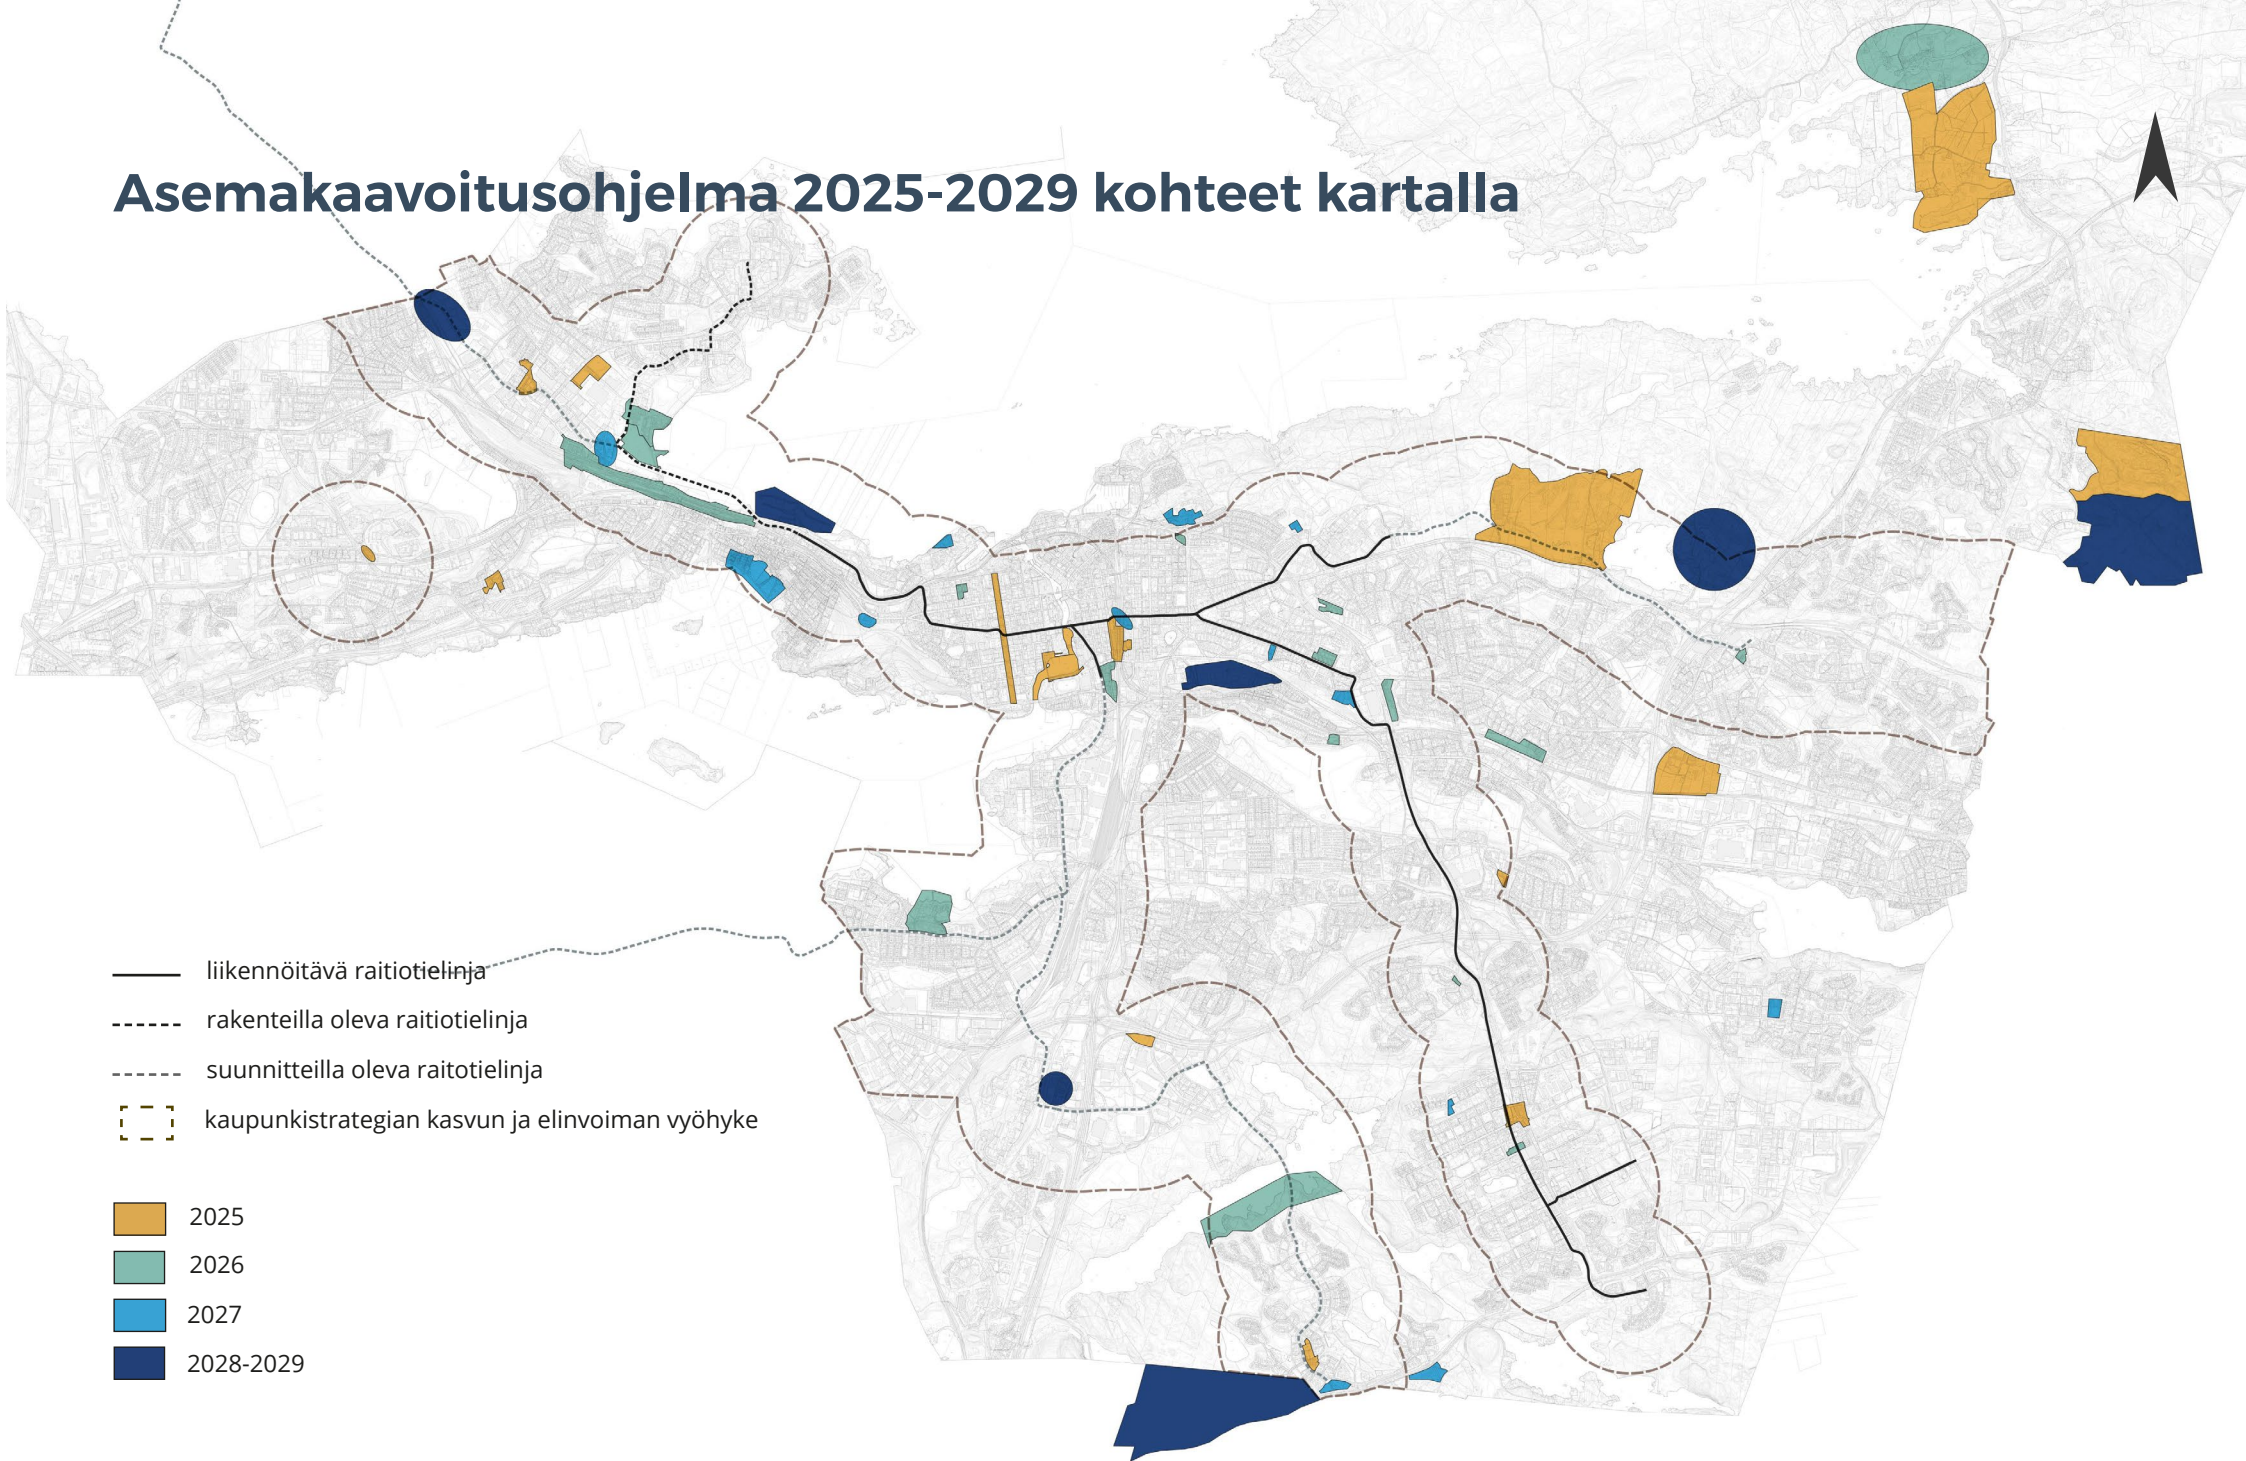 Asemakaavoitusohjelma 2025-2029 kohteet kartalla
liikennöitävä raitiotielinja
rakenteilla oleva raitiotielinja
suunnitteilla oleva raitotielinja
kaupunkistrategian kasvun ja elinvoiman vyöhyke
2025
2026
2027
2028-2029